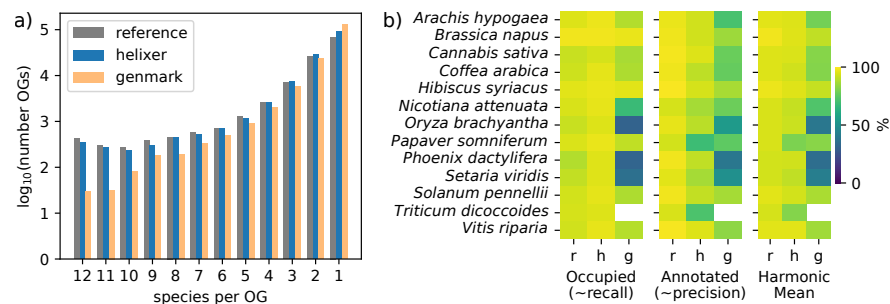 a)
log10(number OGs)
5
4
3
2
1
0
reference
helixer
genmark
12 11 10 9 8 7 6 5 4 3 2 1
species per OG
b)
Arachis hypogaea
Brassica napus
Cannabis sativa
Coffea arabica
Hibiscus syriacus
Nicotiana attenuata
Oryza brachyantha
Papaver somniferum
Phoenix dactylifera
Setaria viridis
Solanum pennellii
Triticum dicoccoides
Vitis riparia
r h g r h g r h g
Occupied
(~recall)
Annotated
(~precision)
Harmonic
Mean
100
50
0
%